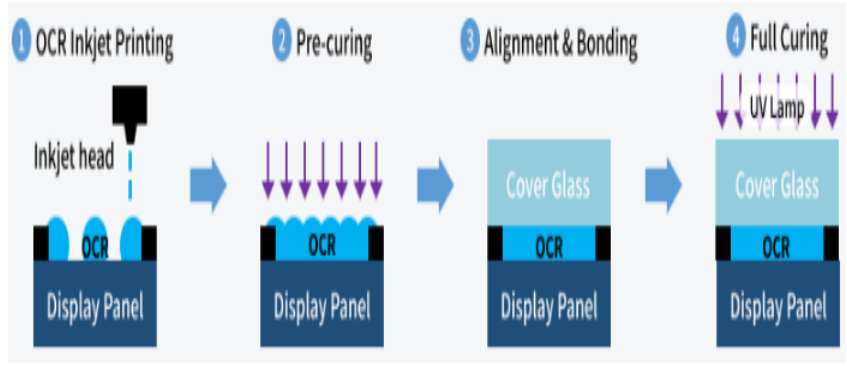 1 OCR Inkjet Printing
Inkjet head
OCR
Display Panel
2 Pre-curing
OCR
Display Panel
3 Alignment & Bonding
Cover Glass
OCR
Display Panel
4 Full Curing
UV Lamp
Cover Glass
OCR
Display Panel